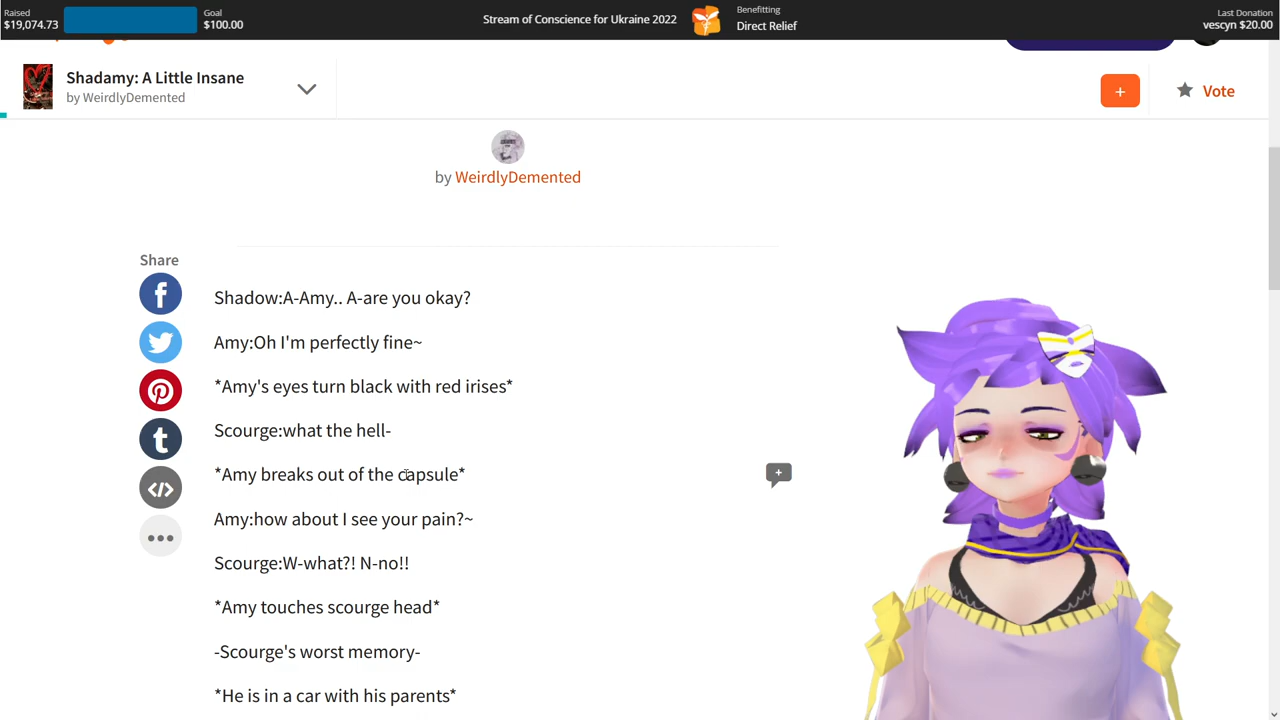 Raised
$19,074.73
Goal
$100.00
Stream of Conscience for Ukraine 2022
Benefitting
Direct Relief
Last Donation
vescyn $20.00
Shadamy: A Little Insane
by WeirdlyDemented
+
Vote
by WeirdlyDemented
Share
Shadow:A-Amy.. A-are you okay?
Amy:Oh I'm perfectly fine~
*Amy's eyes turn black with red irises*
Scourge:what the hell-
*Amy breaks out of the capsule*
Amy:how about I see your pain?~
Scourge:W-what?! N-no!!
*Amy touches scourge head*
-Scourge's worst memory-
*He is in a car with his parents*